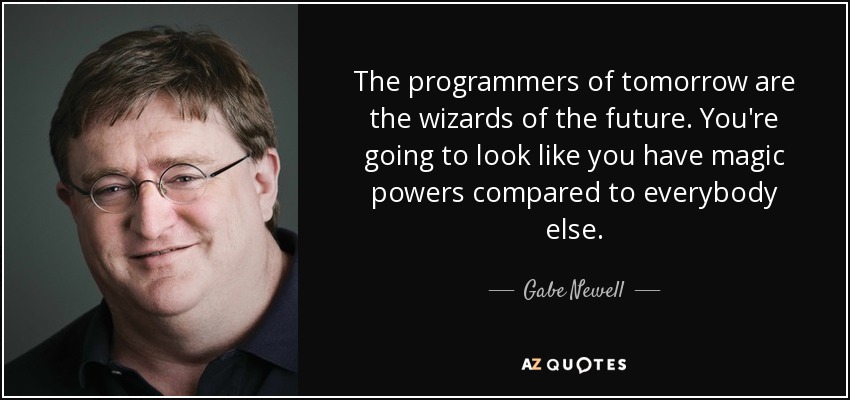 The programmers of tomorrow are
the wizards of the future. You're
going to look like you have magic
powers compared to everybody
else.
Gabe Newell
AZ QUOTES